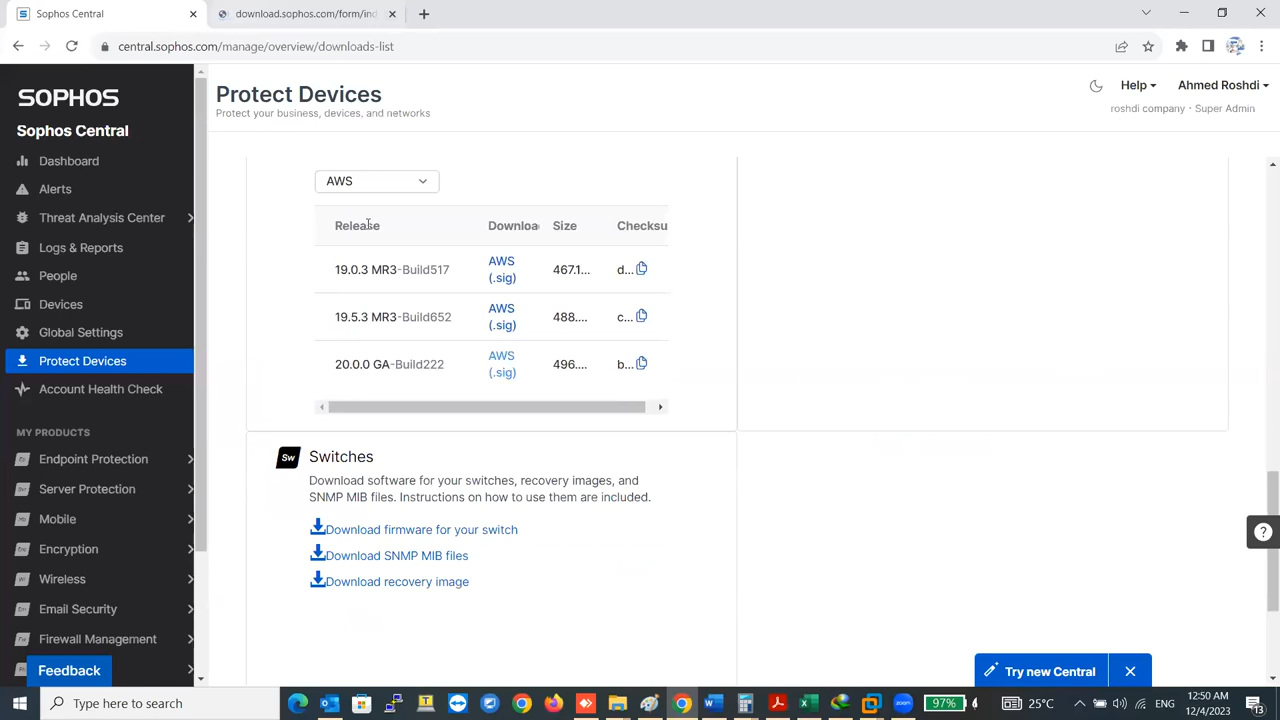 Sophos Central
download.sophos.com/form/ind
central.sophos.com/manage/overview/downloads-list
SOPHOS
Sophos Central
Dashboard
Alerts
Threat Analysis Center
Logs & Reports
People
Devices
Global Settings
Protect Devices
Account Health Check
MY PRODUCTS
Endpoint Protection
Server Protection
Mobile
Encryption
Wireless
Email Security
Firewall Management
Feedback
Protect Devices
Protect your business, devices, and networks
Help
Ahmed Roshdi
roshdi company · Super Admin
AWS
Release Downloa Size Checksu
19.0.3 MR3-Build517 AWS (.sig) 467.1... d...
19.5.3 MR3-Build652 AWS (.sig) 488.... c...
20.0.0 GA-Build222 AWS (.sig) 496.... b...
Sw
Switches
Download software for your switches, recovery images, and
SNMP MIB files. Instructions on how to use them are included.
Download firmware for your switch
Download SNMP MIB files
Download recovery image
Try new Central
Type here to search
97%
25°C
ENG
12:50 AM
12/4/2023